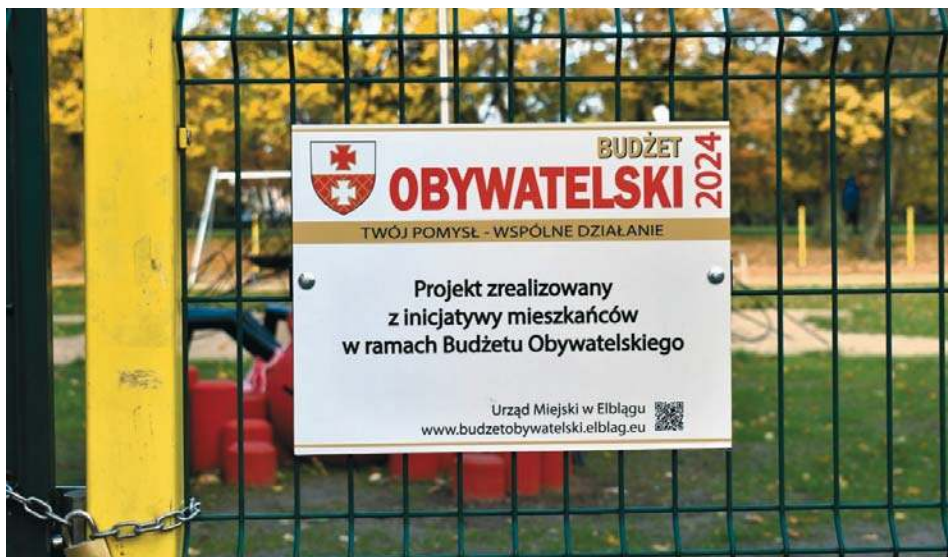 BUDŻET
OBYWATELSKI 2024
TWÓJ POMYSŁ - WSPÓLNE DZIAŁANIE
Projekt zrealizowany
z inicjatywy mieszkańców
w ramach Budżetu Obywatelskiego
Urząd Miejski w Elblągu
www.budzetobywatelski.elblag.eu